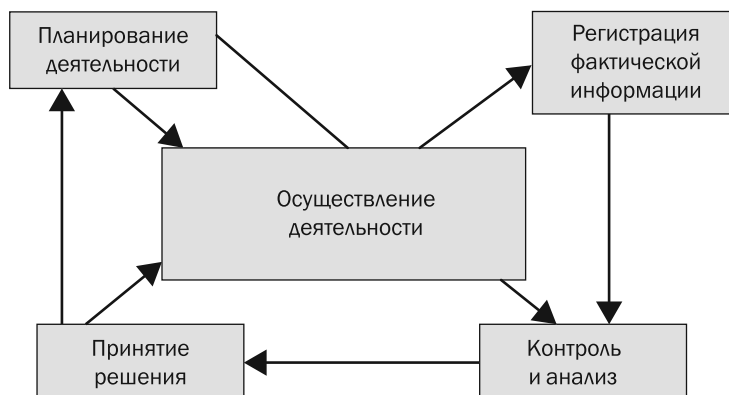 Планирование
деятельности
Регистрация
фактической
информации
Осуществление
деятельности
Принятие
решения
Контроль
и анализ